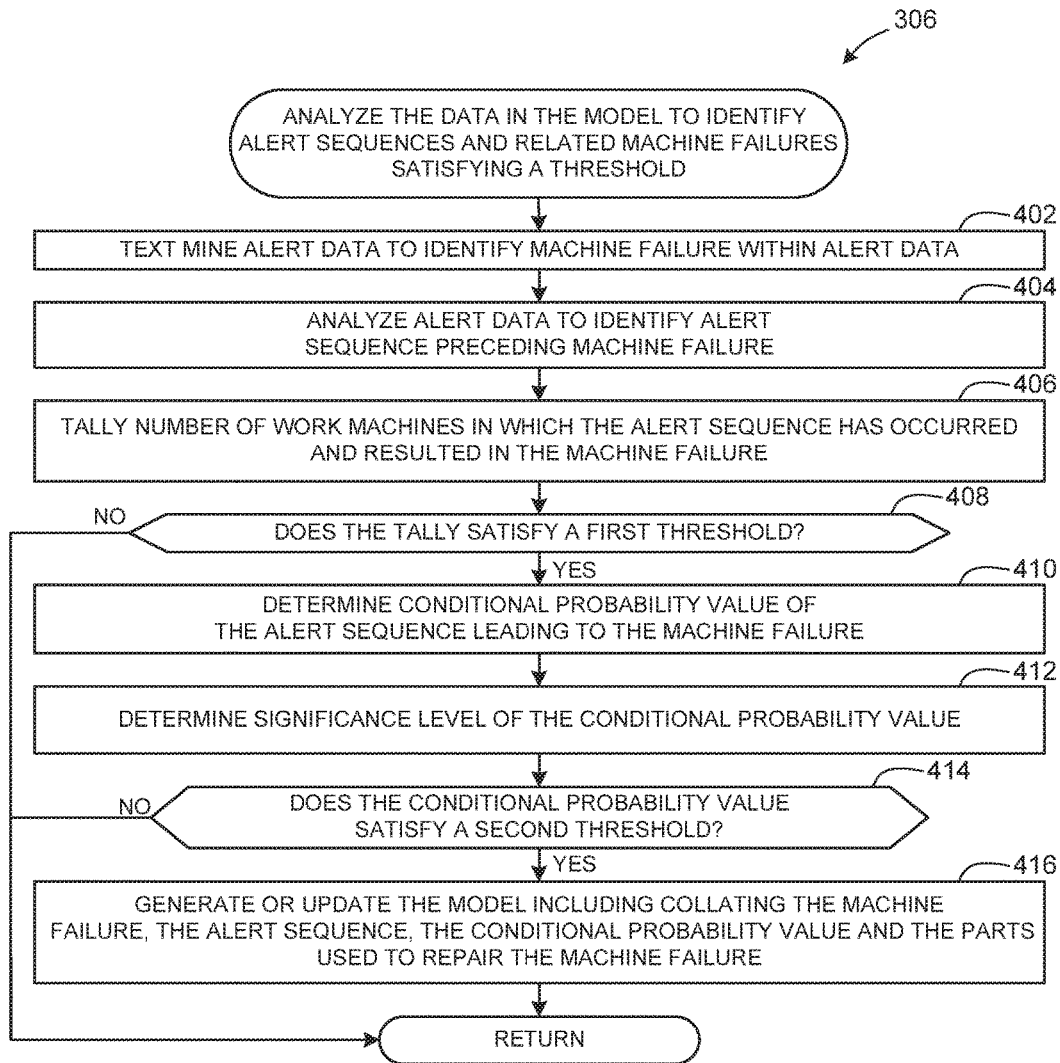 306
ANALYZE THE DATA IN THE MODEL TO IDENTIFY
ALERT SEQUENCES AND RELATED MACHINE FAILURES
SATISFYING A THRESHOLD
402
TEXT MINE ALERT DATA TO IDENTIFY MACHINE FAILURE WITHIN ALERT DATA
404
ANALYZE ALERT DATA TO IDENTIFY ALERT
SEQUENCE PRECEDING MACHINE FAILURE
406
TALLY NUMBER OF WORK MACHINES IN WHICH THE ALERT SEQUENCE HAS OCCURRED
AND RESULTED IN THE MACHINE FAILURE
408
NO
DOES THE TALLY SATISFY A FIRST THRESHOLD?
YES
410
DETERMINE CONDITIONAL PROBABILITY VALUE OF
THE ALERT SEQUENCE LEADING TO THE MACHINE FAILURE
412
DETERMINE SIGNIFICANCE LEVEL OF THE CONDITIONAL PROBABILITY VALUE
414
NO
DOES THE CONDITIONAL PROBABILITY VALUE
SATISFY A SECOND THRESHOLD?
YES
416
GENERATE OR UPDATE THE MODEL INCLUDING COLLATING THE MACHINE
FAILURE, THE ALERT SEQUENCE, THE CONDITIONAL PROBABILITY VALUE AND THE PARTS
USED TO REPAIR THE MACHINE FAILURE
RETURN